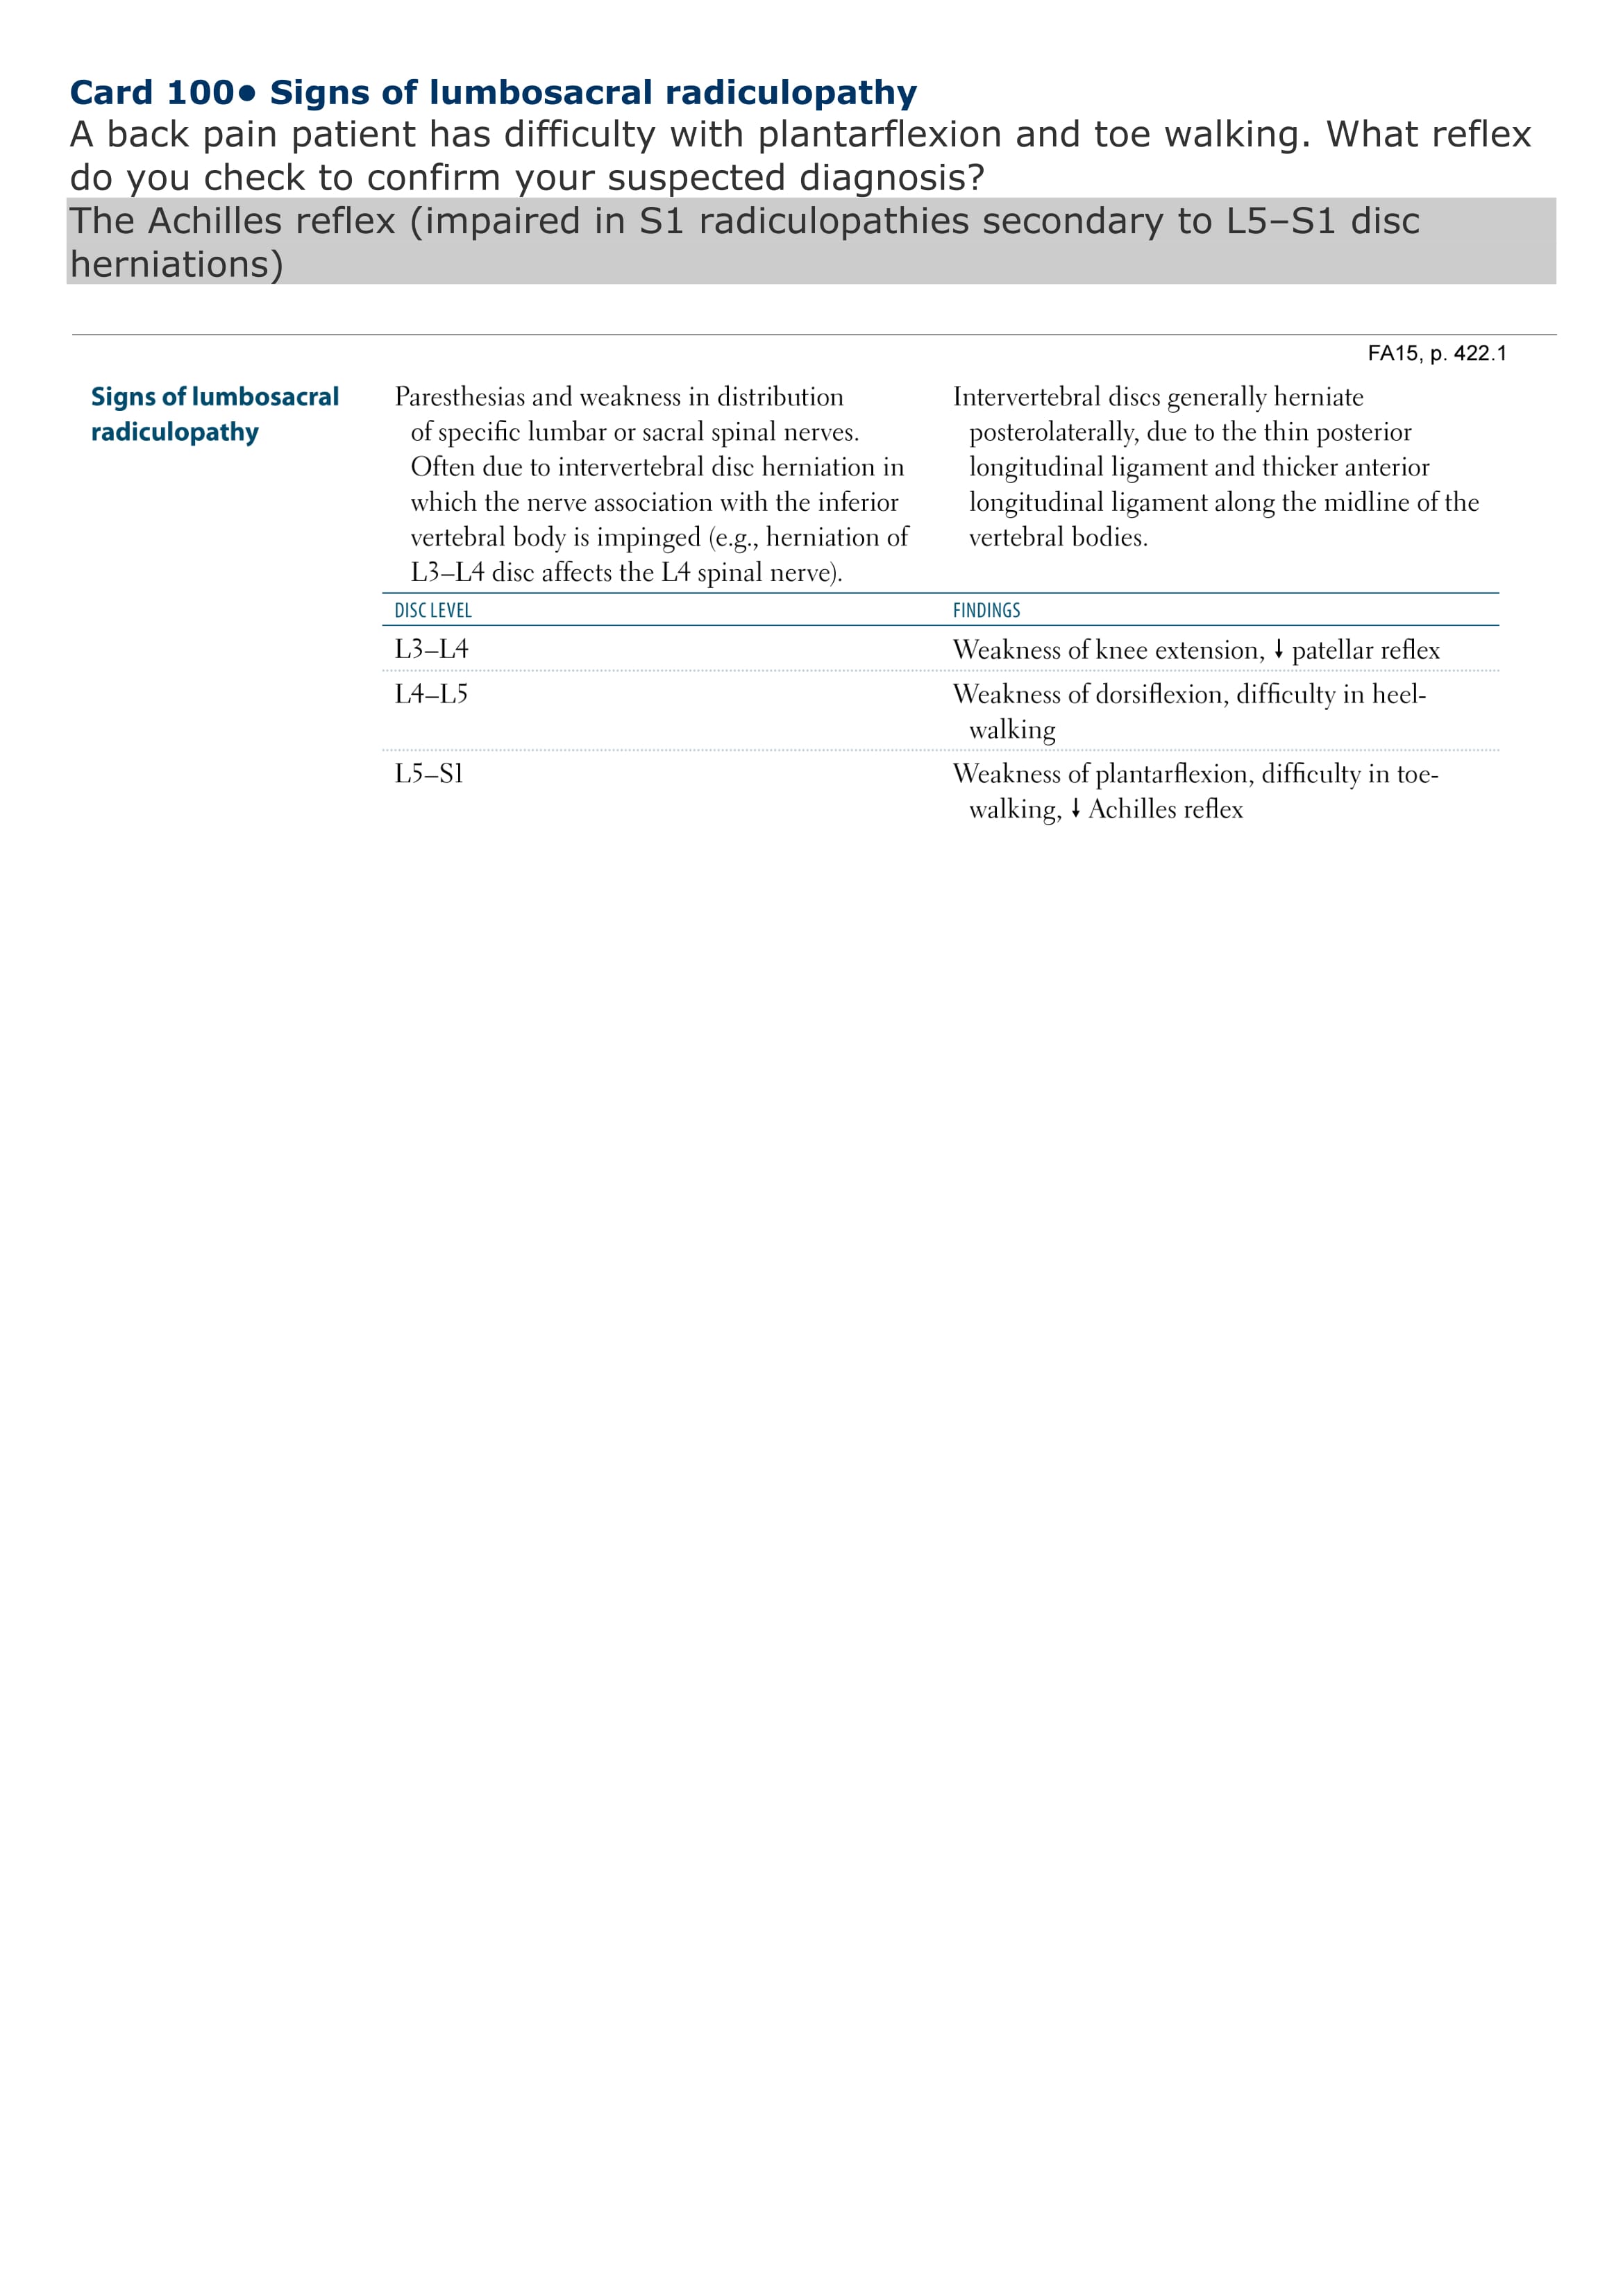 Card 100• Signs of lumbosacral radiculopathy
A back pain patient has difficulty with plantarflexion and toe walking. What reflex
do you check to confirm your suspected diagnosis?
The Achilles reflex (impaired in S1 radiculopathies secondary to L5–S1 disc
herniations)
FA15, p. 422.1
Signs of lumbosacral
radiculopathy
Paresthesias and weakness in distribution
of specific lumbar or sacral spinal nerves.
Often due to intervertebral disc herniation in
which the nerve association with the inferior
vertebral body is impinged (e.g., herniation of
L3–L4 disc affects the L4 spinal nerve).
Intervertebral discs generally herniate
posterolaterally, due to the thin posterior
longitudinal ligament and thicker anterior
longitudinal ligament along the midline of the
vertebral bodies.
DISC LEVEL FINDINGS
L3–L4 Weakness of knee extension, ↓ patellar reflex
L4–L5 Weakness of dorsiflexion, difficulty in heel-
walking
L5–S1 Weakness of plantarflexion, difficulty in toe-
walking, ↓ Achilles reflex